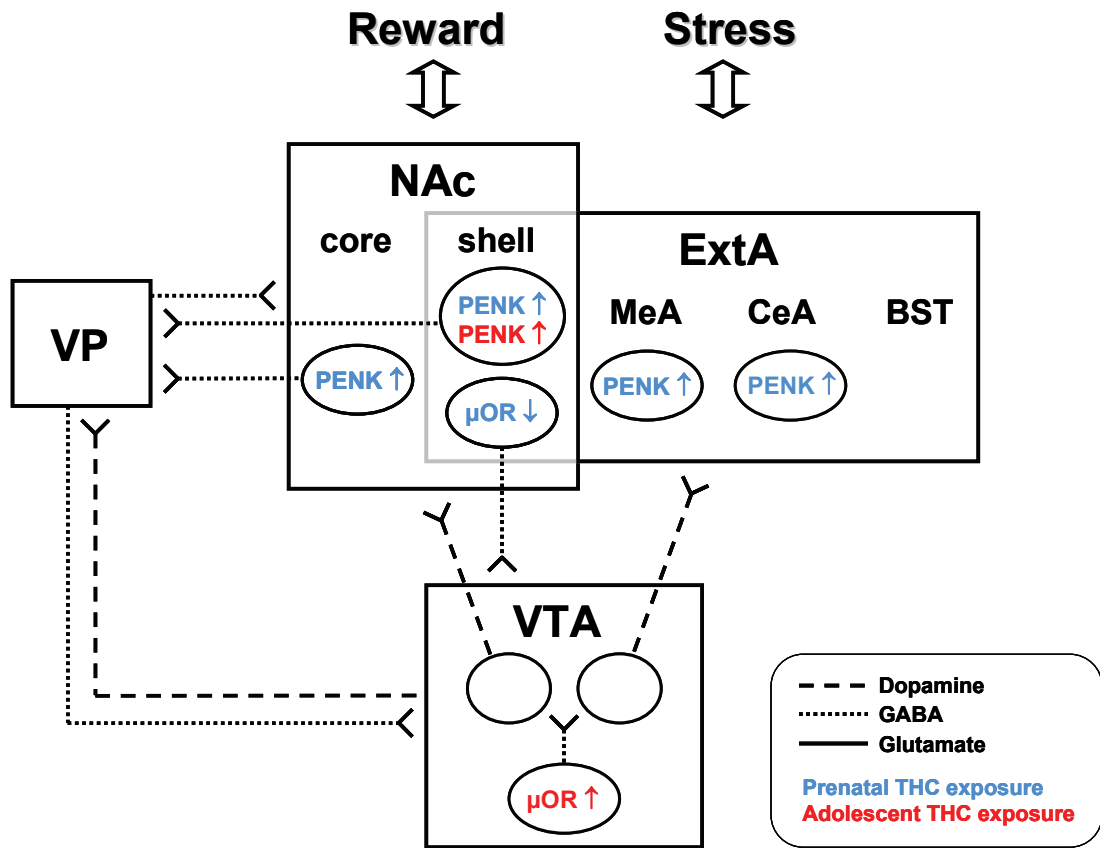 Reward
Stress
NAc
core
shell
ExtA
PENK ↑
PENK ↑
MeA
CeA
BST
VP
PENK ↑
μOR ↓
PENK ↑
PENK ↑
VTA
μOR ↑
Dopamine
GABA
Glutamate
Prenatal THC exposure
Adolescent THC exposure